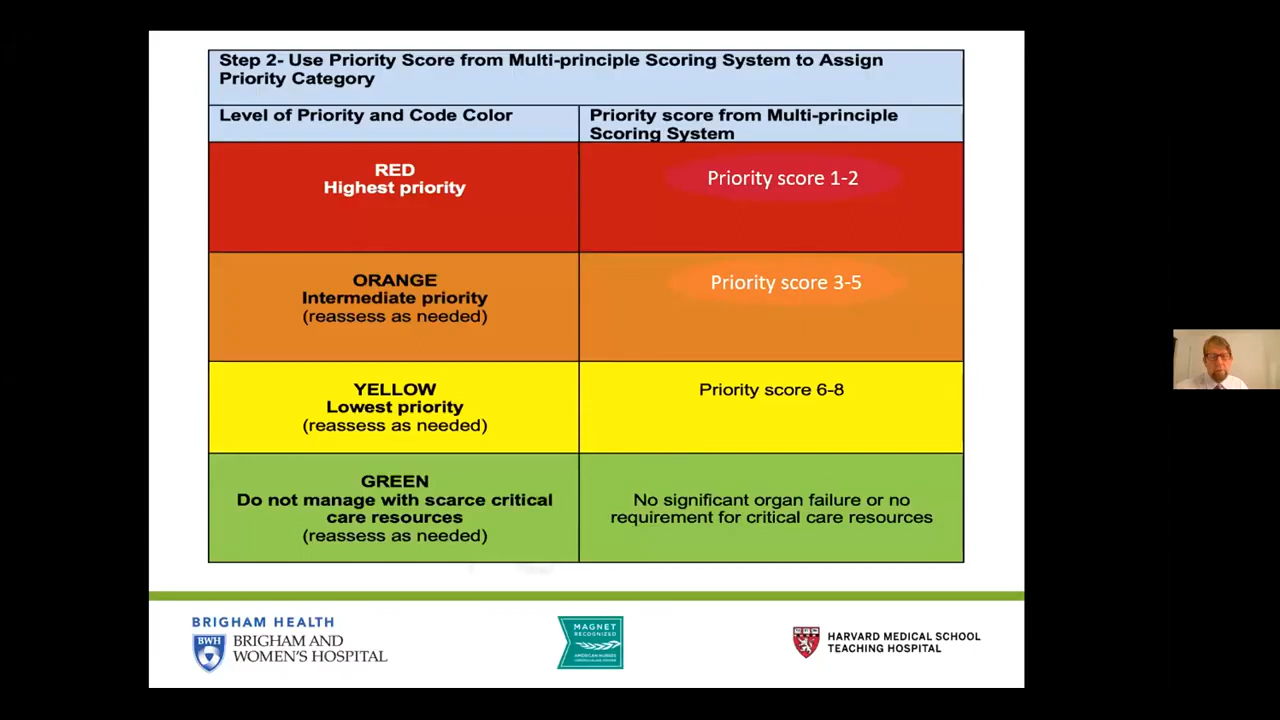 Step 2- Use Priority Score from Multi-principle Scoring System to Assign
Priority Category
Level of Priority and Code Color
Priority score from Multi-principle
Scoring System
RED
Highest priority
Priority score 1-2
ORANGE
Intermediate priority
(reassess as needed)
Priority score 3-5
YELLOW
Lowest priority
(reassess as needed)
Priority score 6-8
GREEN
Do not manage with scarce critical
care resources
(reassess as needed)
No significant organ failure or no
requirement for critical care resources
BRIGHAM HEALTH
BWH
BRIGHAM AND
WOMEN'S HOSPITAL
MAGNET
RECOGNIZED
AMERICAN NURSES
HARVARD MEDICAL SCHOOL
TEACHING HOSPITAL